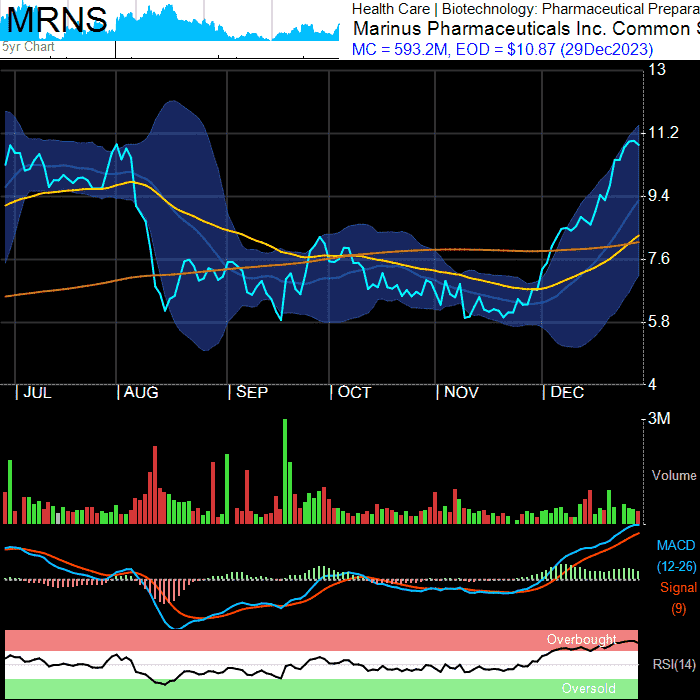 MRNS
5yr Chart
Health Care | Biotechnology: Pharmaceutical Prepara
Marinus Pharmaceuticals Inc. Common S
MC = 593.2M, EOD = $10.87 (29Dec2023)
13
11.2
9.4
7.6
5.8
4
JUL AUG SEP OCT NOV DEC
3M
Volume
MACD
(12-26)
Signal
(9)
Overbought
RSI(14)
Oversold